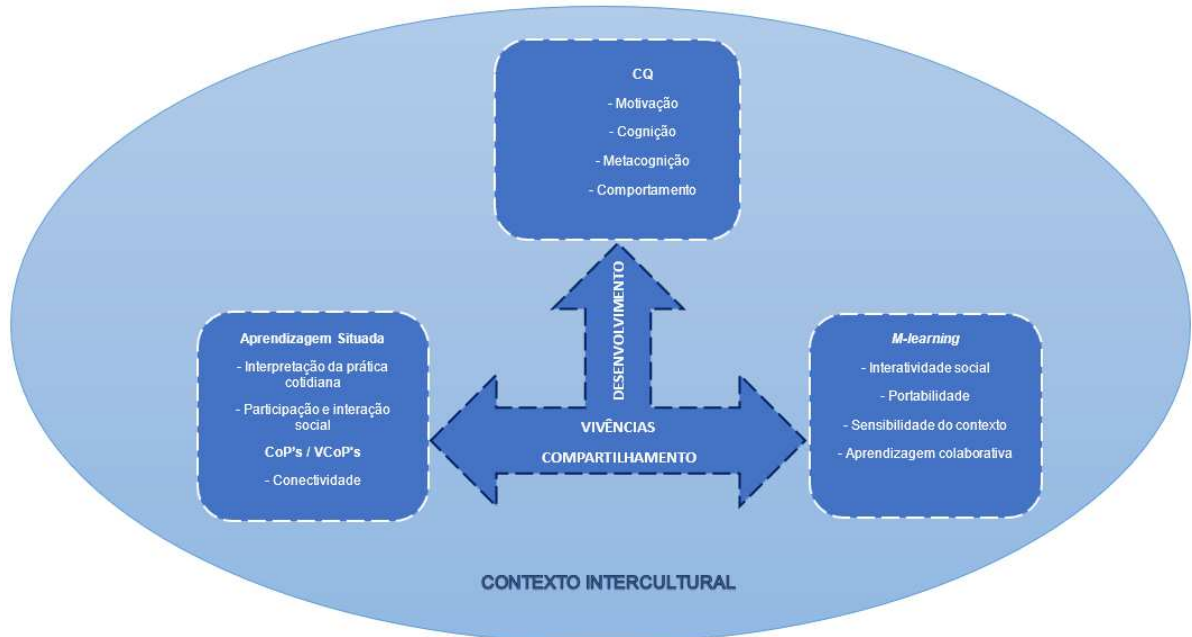 CQ
- Motivação
- Cognição
- Metacognição
- Comportamento
DESENVOLVIMENTO
Aprendizagem Situada
- Interpretação da prática
cotidiana
- Participação e interação
social
CoP's / VCoP's
- Conectividade
VIVÊNCIAS
COMPARTILHAMENTO
M-learning
- Interatividade social
- Portabilidade
- Sensibilidade do contexto
- Aprendizagem colaborativa
CONTEXTO INTERCULTURAL